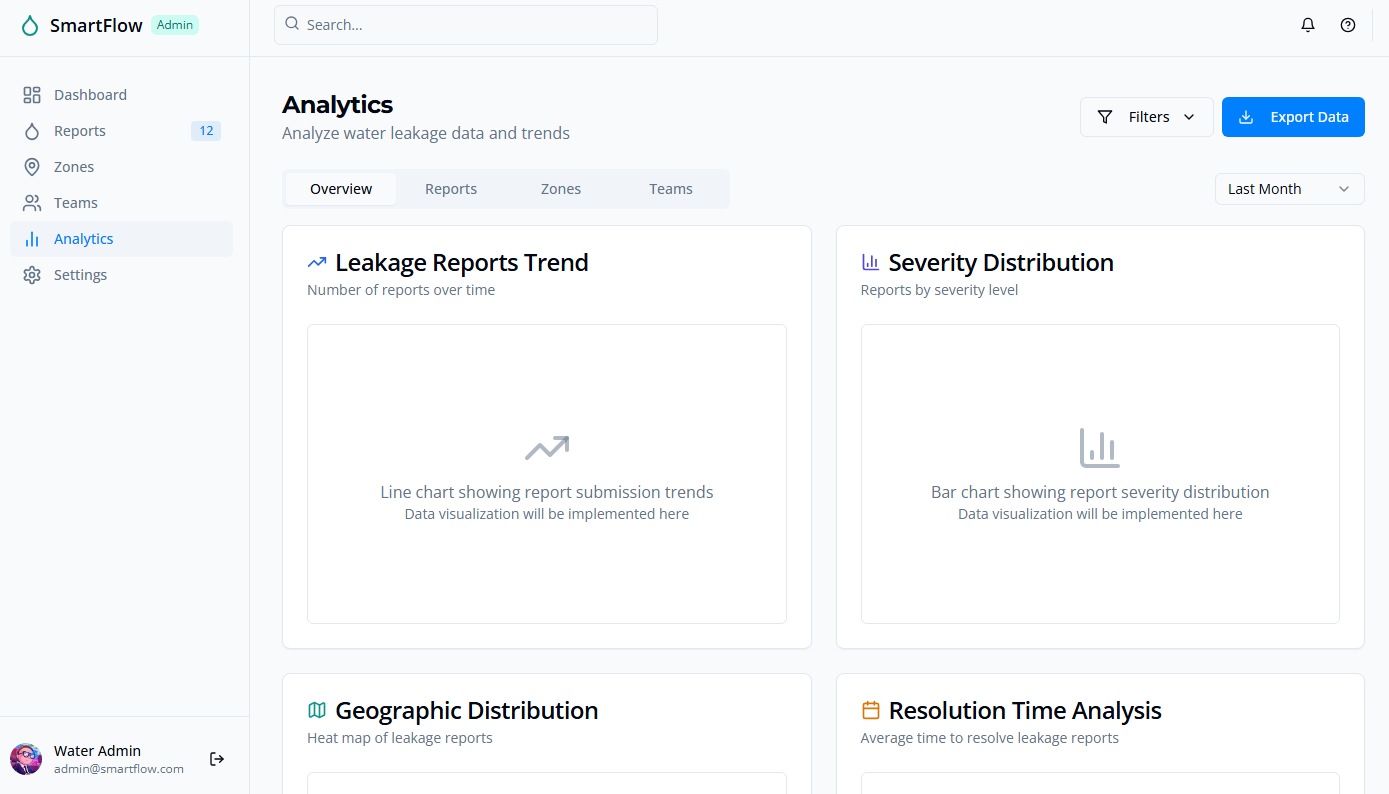 SmartFlow Admin
Search...
Dashboard
Reports 12
Zones
Teams
Analytics
Settings
Water Admin
admin@smartflow.com
Analytics
Analyze water leakage data and trends
Filters
Export Data
Overview Reports Zones Teams
Last Month
Leakage Reports Trend
Number of reports over time
Line chart showing report submission trends
Data visualization will be implemented here
Severity Distribution
Reports by severity level
Bar chart showing report severity distribution
Data visualization will be implemented here
Geographic Distribution
Heat map of leakage reports
Resolution Time Analysis
Average time to resolve leakage reports